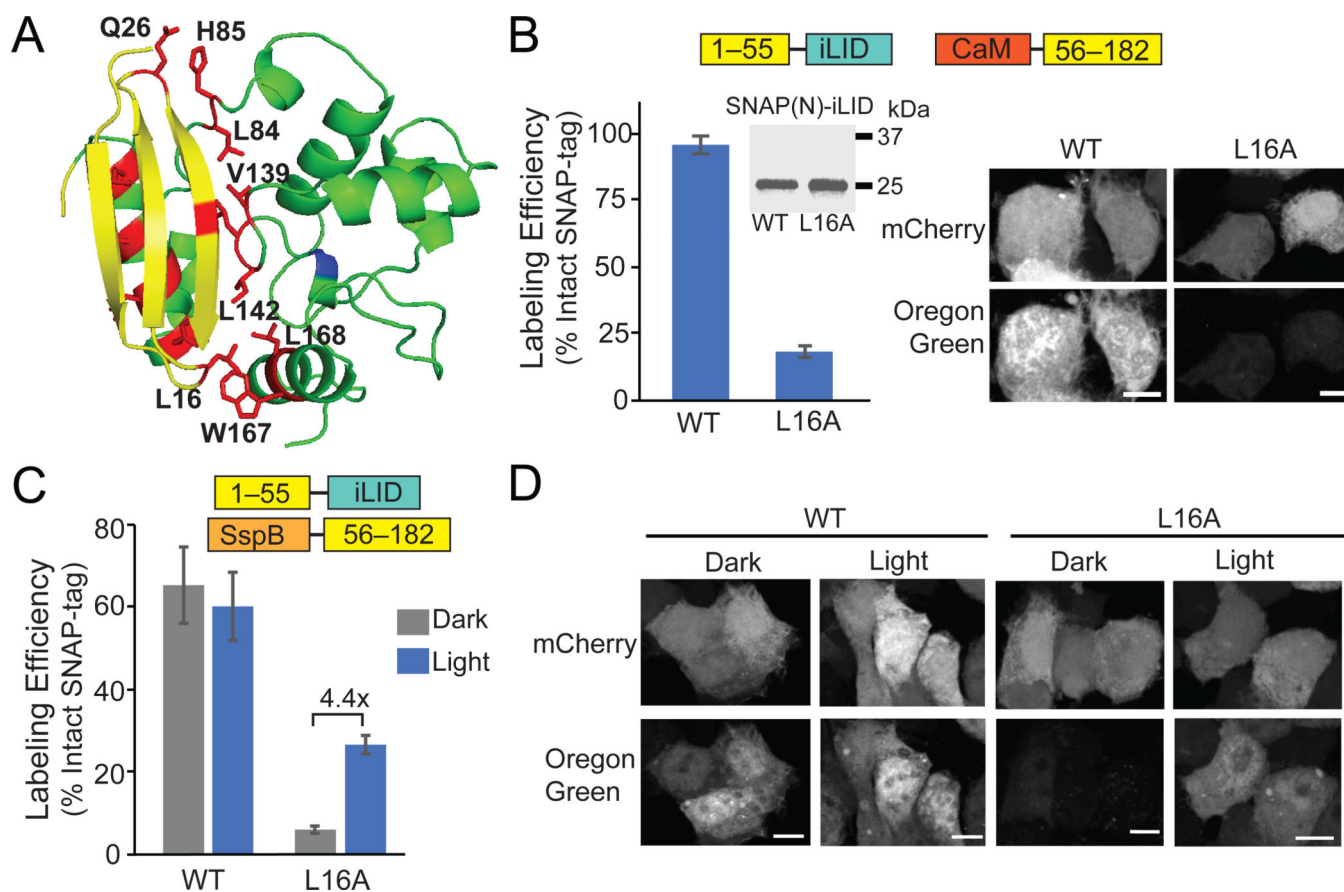 A
Q26
H85
L84
V139
L142
L168
L16
W167
B
1–55
iLID
CaM
56–182
Labeling Efficiency
(% Intact SNAP-tag)
100
75
50
25
0
WT
L16A
SNAP(N)-iLID
kDa
37
25
WT
L16A
WT
L16A
mCherry
Oregon
Green
C
1–55
iLID
SspB
56–182
Labeling Efficiency
(% Intact SNAP-tag)
80
60
40
20
0
Dark
Light
4.4x
WT
L16A
D
WT
L16A
Dark
Light
Dark
Light
mCherry
Oregon
Green